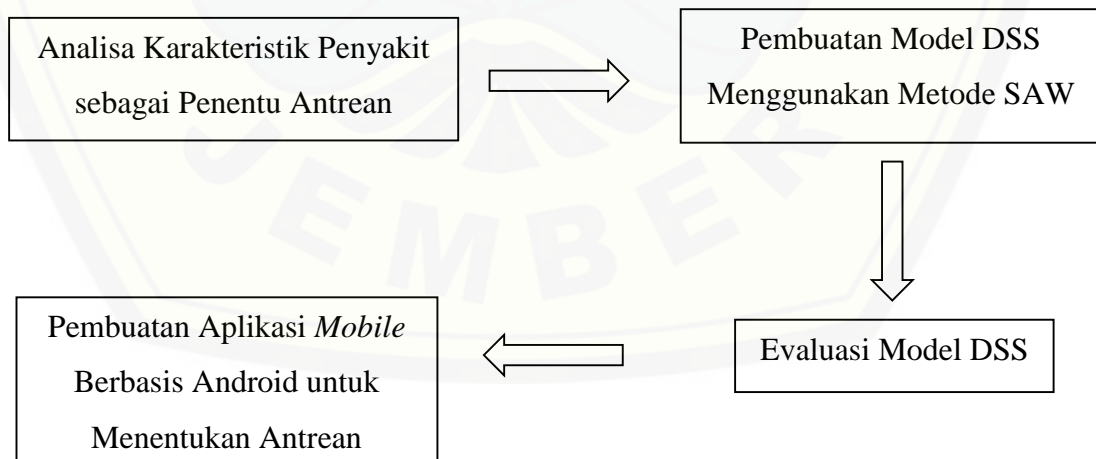 Analisa Karakteristik Penyakit
sebagai Penentu Antrean
Pembuatan Model DSS
Menggunakan Metode SAW
Evaluasi Model DSS
Pembuatan Aplikasi Mobile
Berbasis Android untuk
Menentukan Antrean
JEMBER